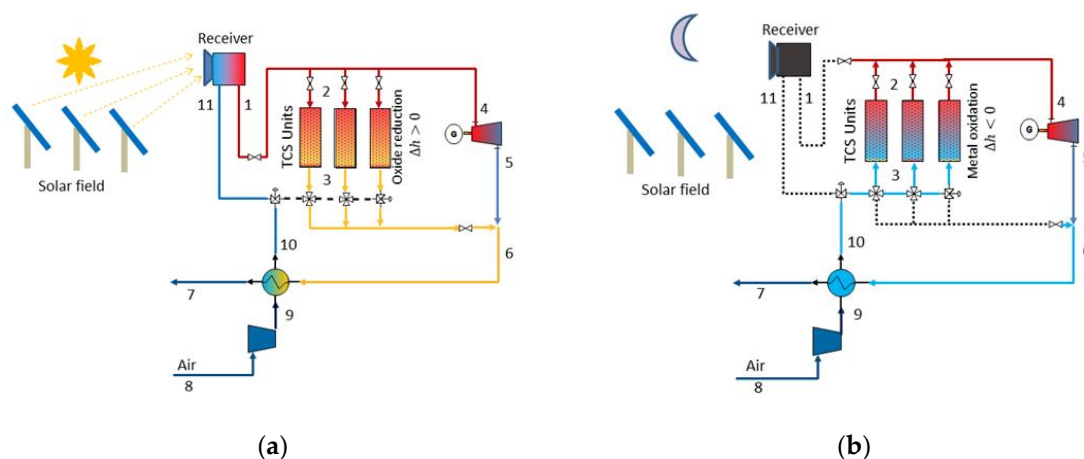 Receiver
11
1
2
4
G
TCS Units
Oxide reduction
Δh > 0
5
3
Solar field
10
6
7
9
Air
8
(a)
Receiver
11
1
2
4
G
TCS Units
Metal oxidation
Δh < 0
3
Solar field
10
7
9
Air
8
(b)